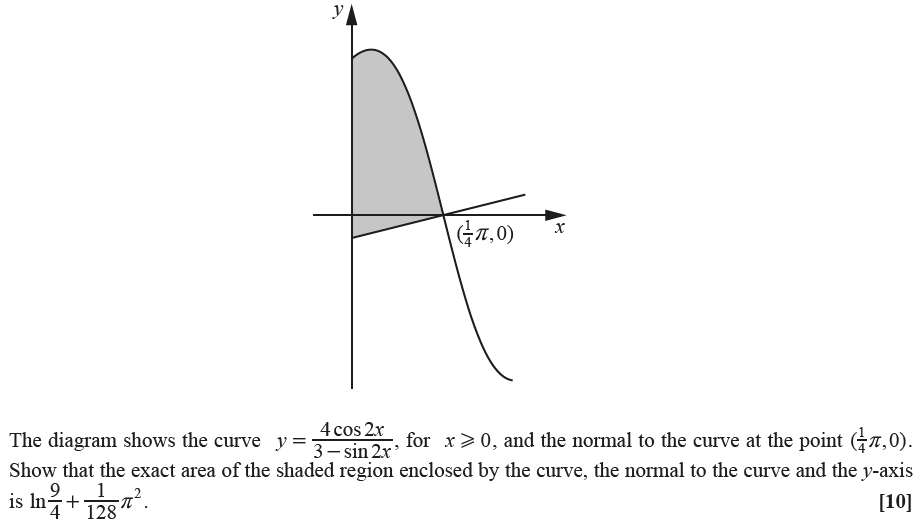 y
x
(¼π, 0)
The diagram shows the curve y = 4 cos 2x / 3 − sin 2x, for x ⩾ 0, and the normal to the curve at the point (¼π, 0).
Show that the exact area of the shaded region enclosed by the curve, the normal to the curve and the y-axis
is ln 9/4 + 1/128 π². [10]